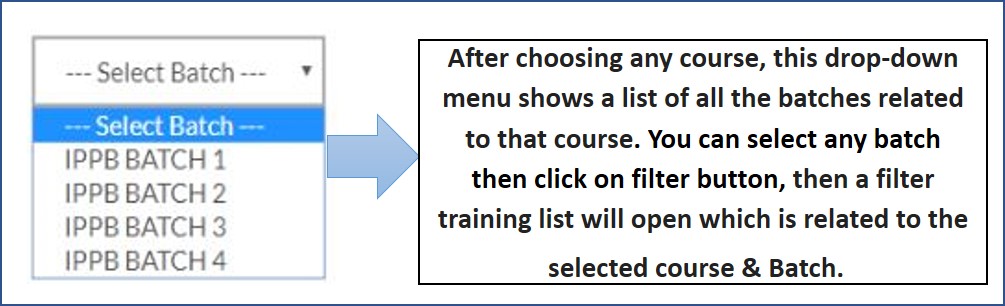 --- Select Batch ---
--- Select Batch ---
IPPB BATCH 1
IPPB BATCH 2
IPPB BATCH 3
IPPB BATCH 4
After choosing any course, this drop-down
menu shows a list of all the batches related
to that course. You can select any batch
then click on filter button, then a filter
training list will open which is related to the
selected course & Batch.